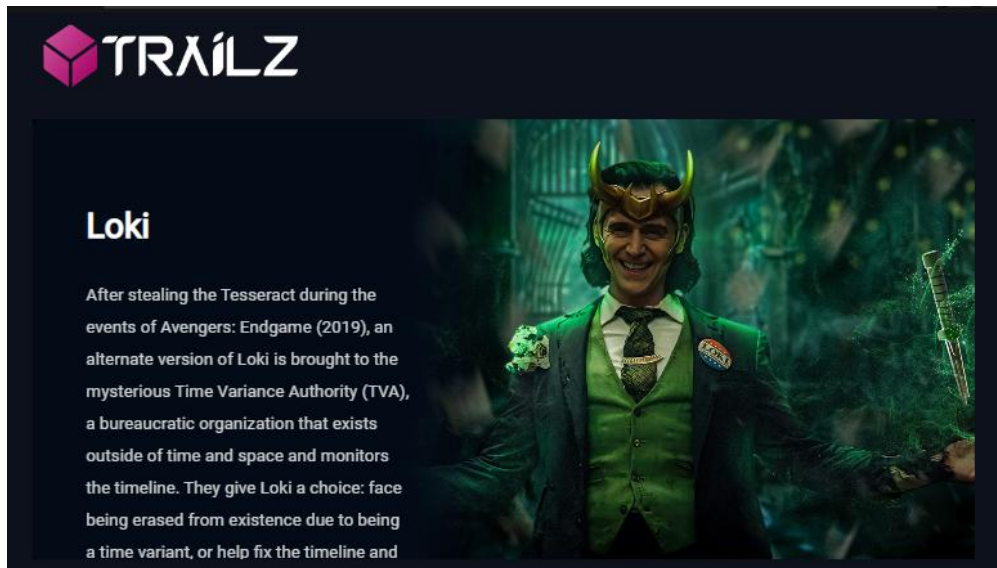 TRAILZ
Loki
After stealing the Tesseract during the
events of Avengers: Endgame (2019), an
alternate version of Loki is brought to the
mysterious Time Variance Authority (TVA),
a bureaucratic organization that exists
outside of time and space and monitors
the timeline. They give Loki a choice: face
being erased from existence due to being
a time variant, or help fix the timeline and
LOKI